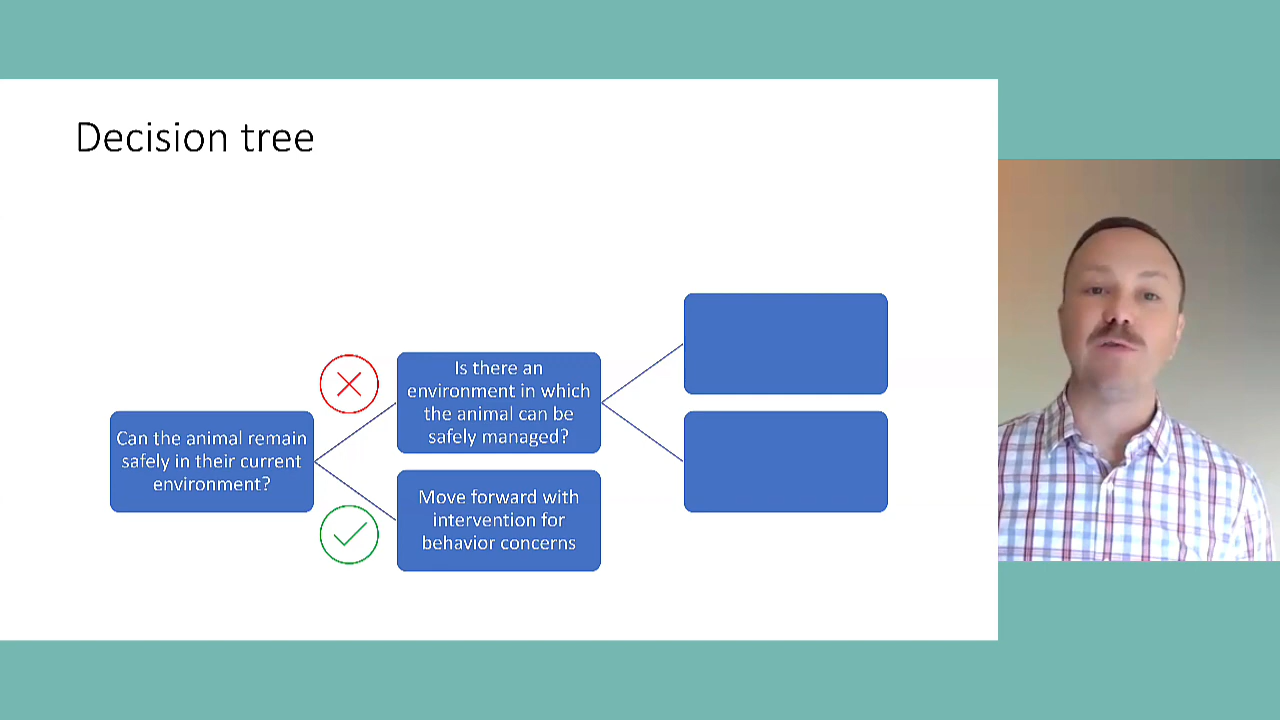 Decision tree
Can the animal remain
safely in their current
environment?
Is there an
environment in which
the animal can be
safely managed?
Move forward with
intervention for
behavior concerns